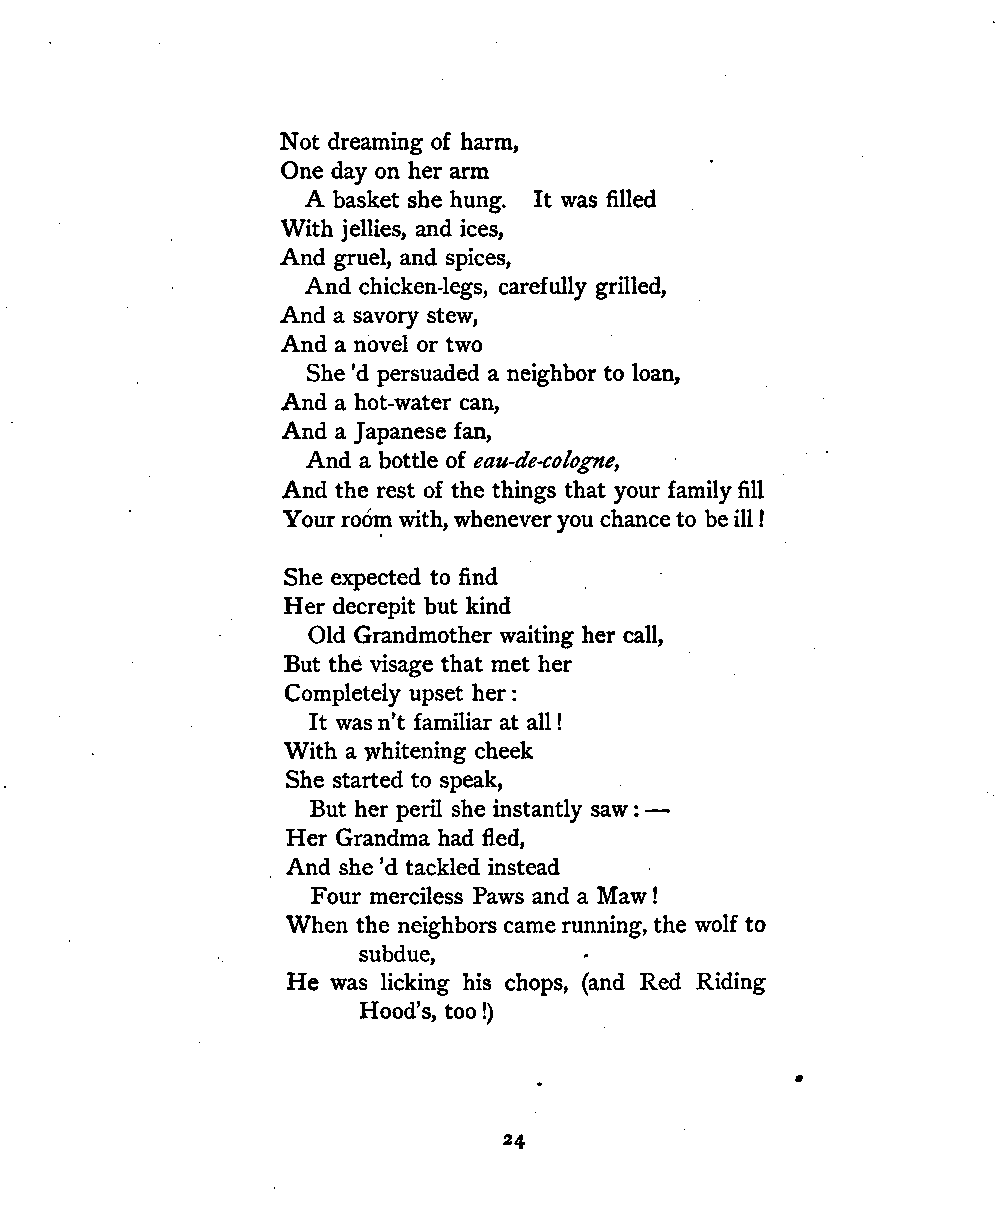 Not dreaming of harm,
One day on her arm
A basket she hung. It was filled
With jellies, and ices,
And gruel, and spices,
And chicken-legs, carefully grilled,
And a savory stew,
And a novel or two
She 'd persuaded a neighbor to loan,
And a hot-water can,
And a Japanese fan,
And a bottle of eau-de-cologne,
And the rest of the things that your family fill
Your room with, whenever you chance to be ill!

She expected to find
Her decrepit but kind
Old Grandmother waiting her call,
But the visage that met her
Completely upset her:
It was n't familiar at all!
With a whitening cheek
She started to speak,
But her peril she instantly saw:—
Her Grandma had fled,
And she 'd tackled instead
Four merciless Paws and a Maw!
When the neighbors came running, the wolf to
subdue,
He was licking his chops, (and Red Riding
Hood's, too!)

24